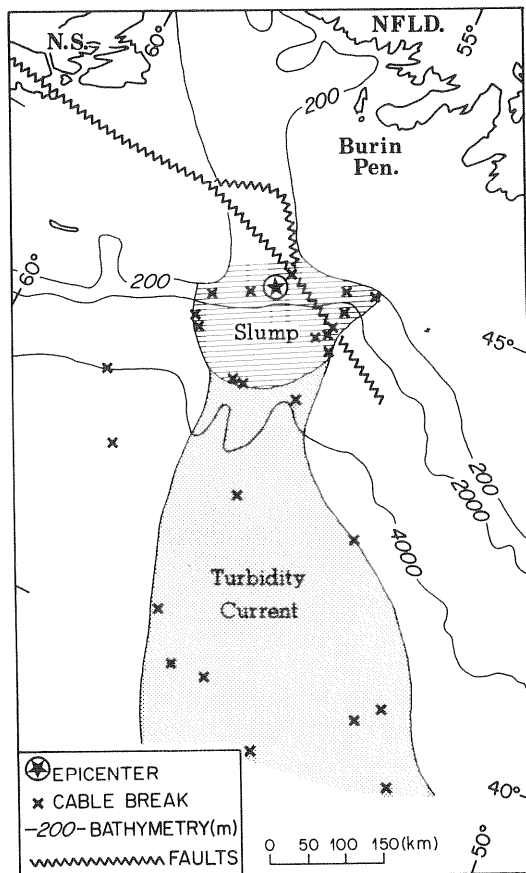 N.S.
60°
NFLD.
55°
200
Burin
Pen.
60°
200
Slump
45°
200
2000
4000
Turbidity
Current
EPICENTER
CABLE BREAK
-200-BATHYMETRY(m)
FAULTS
0 50 100 150(km)
40°
50°